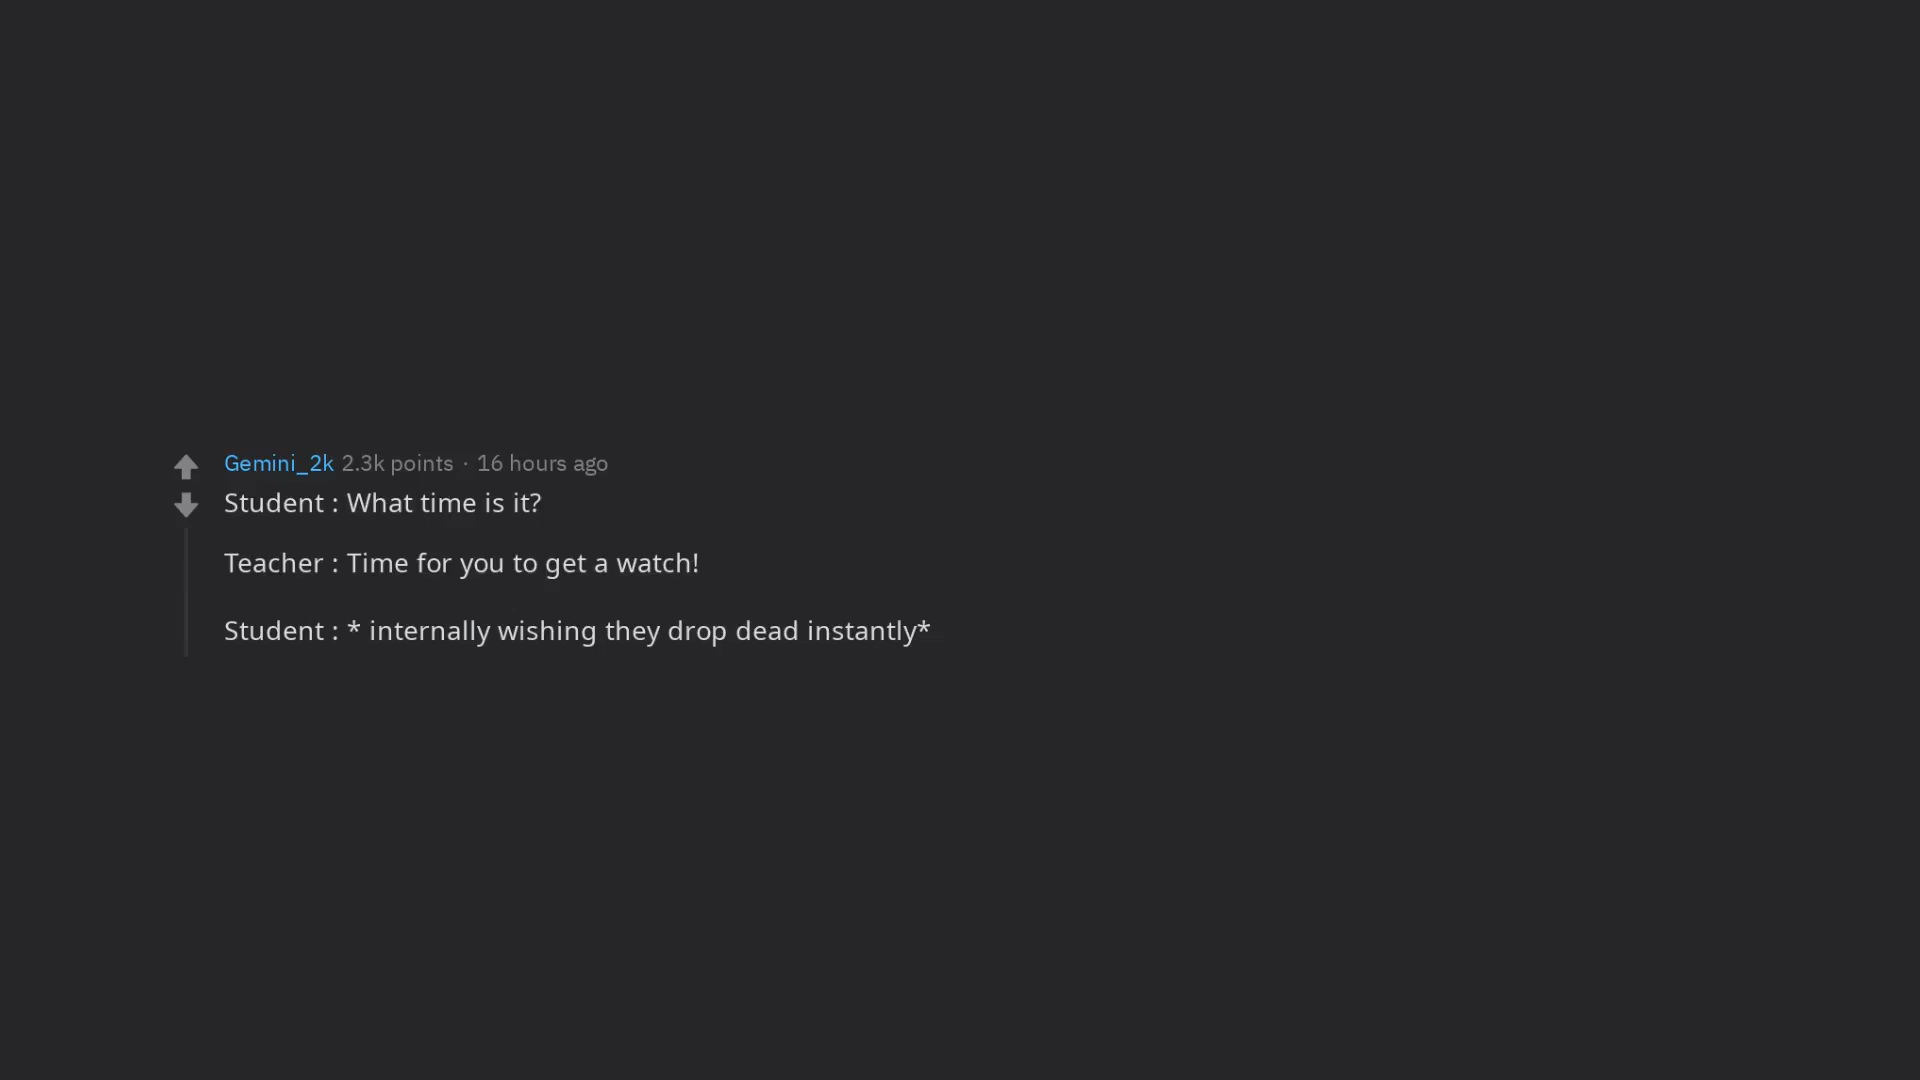 Gemini_2k 2.3k points · 16 hours ago
Student : What time is it?
Teacher : Time for you to get a watch!
Student : * internally wishing they drop dead instantly*